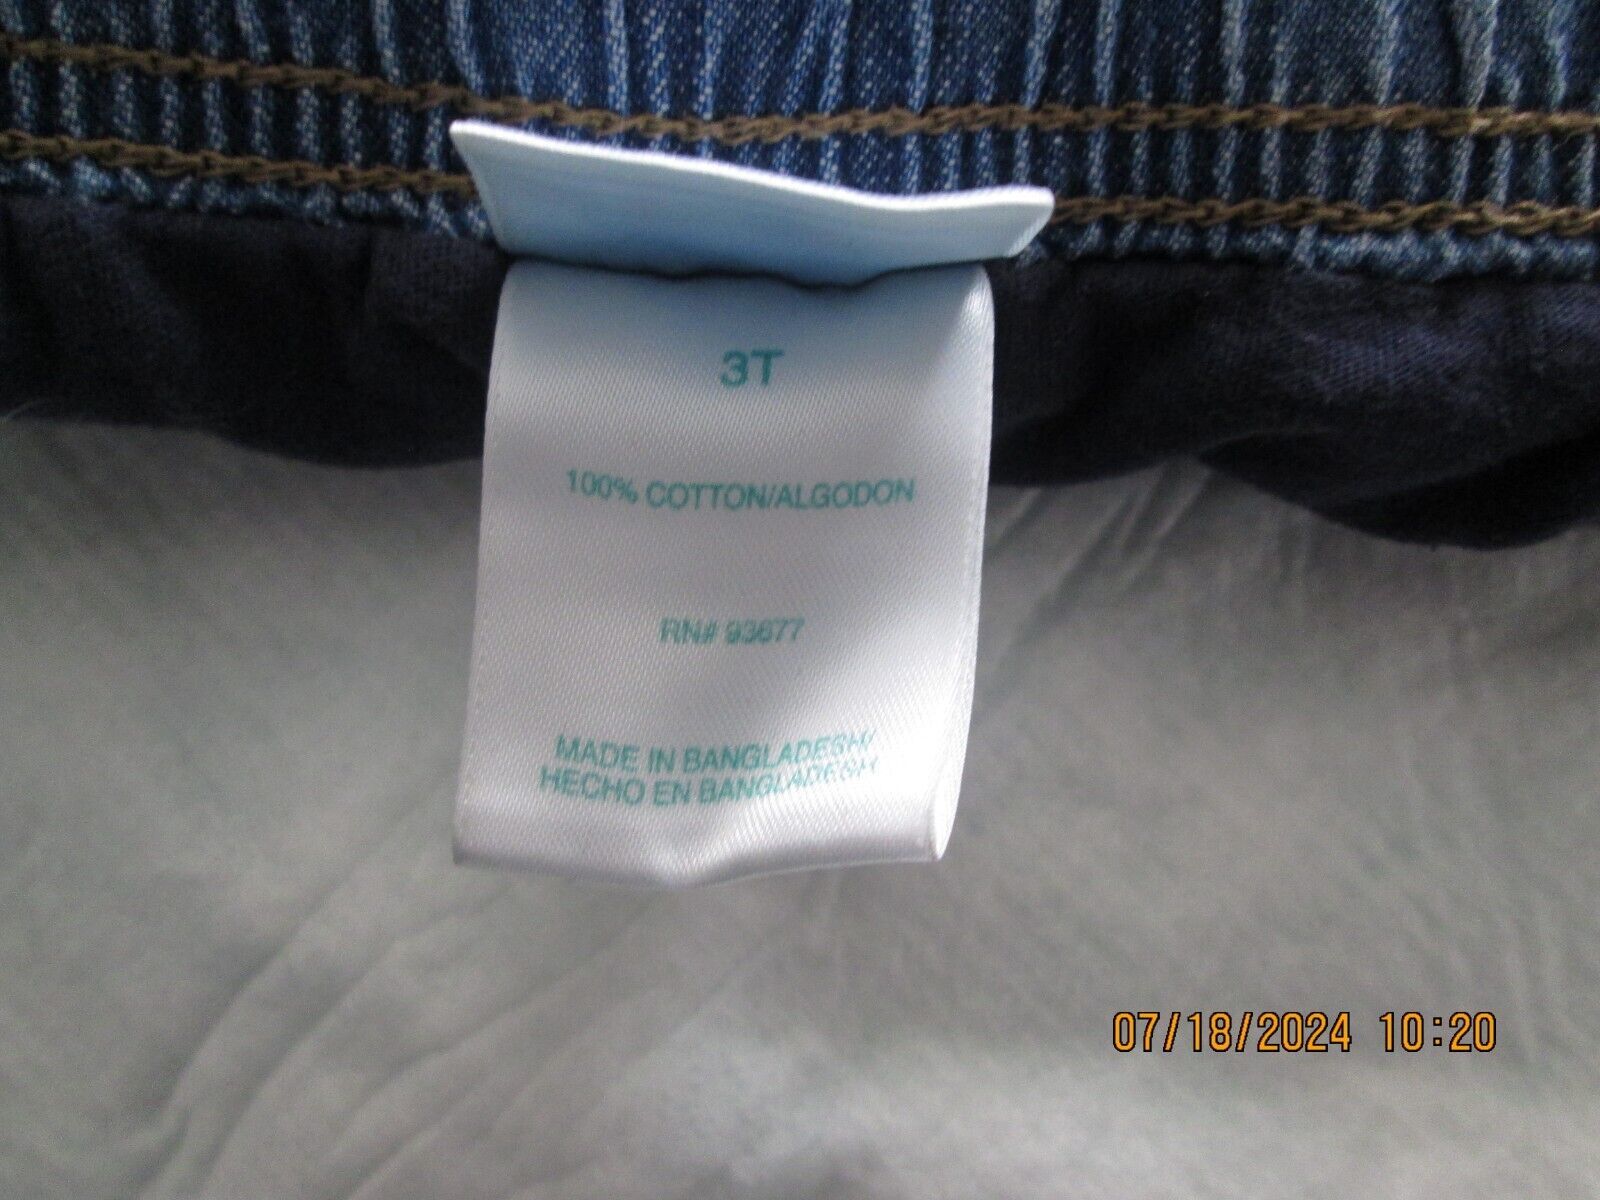 3T
100% COTTON/ALGODON
RN# 93677
MADE IN BANGLADESH/
HECHO EN BANGLADESH
07/18/2024 10:20